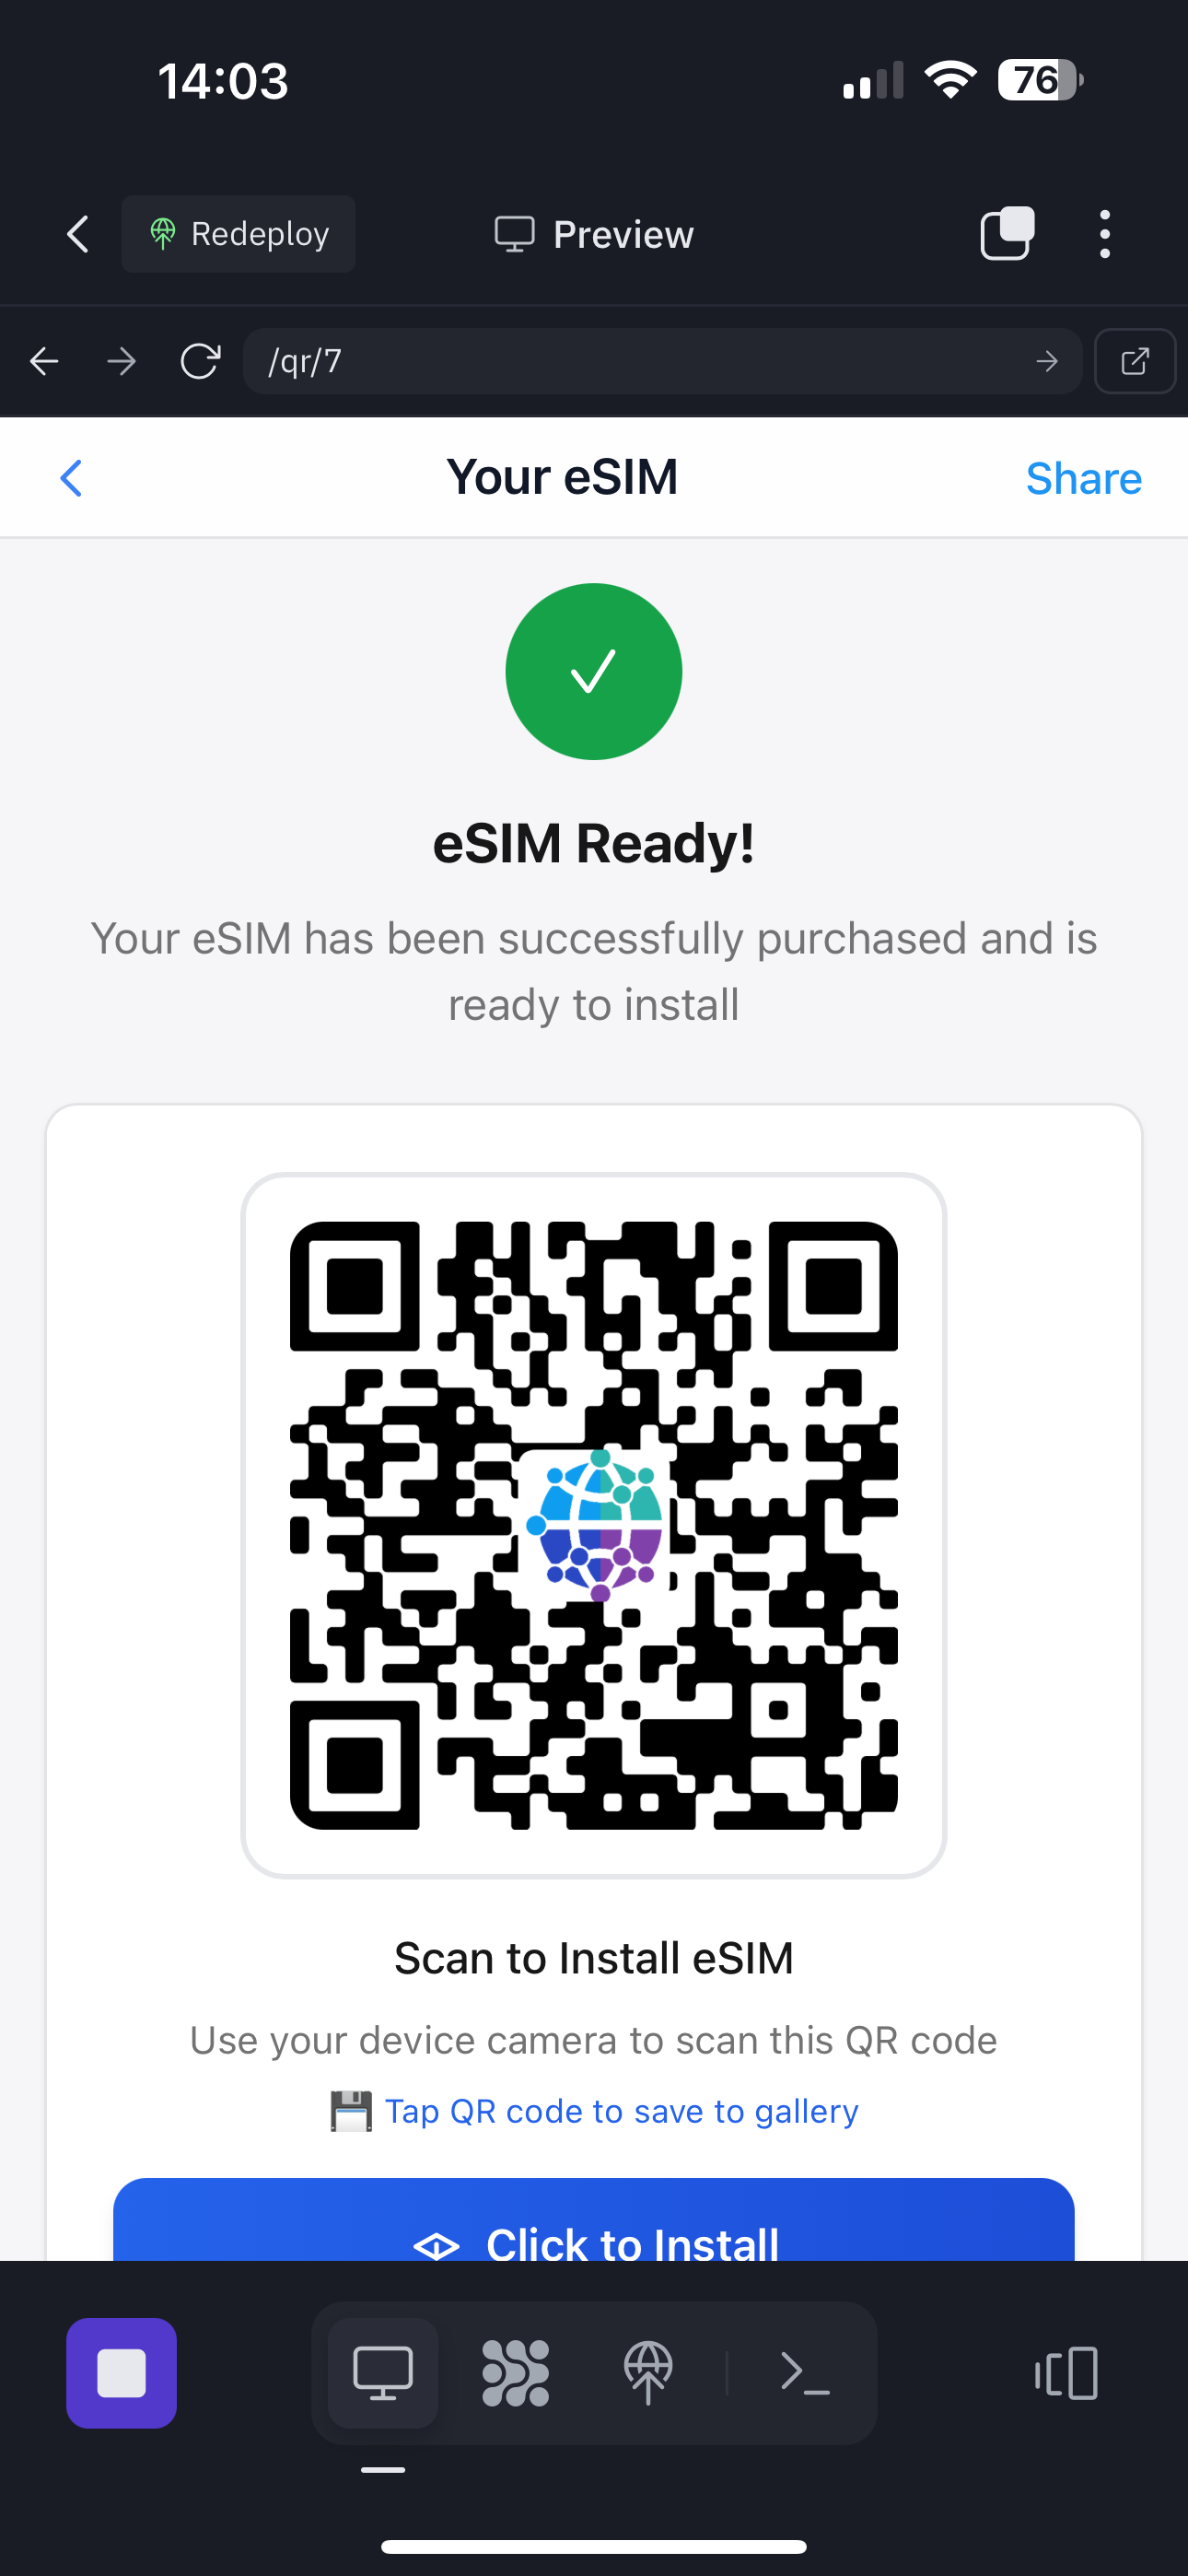 14:03
76
Redeploy
Preview
/qr/7
Your eSIM
Share
eSIM Ready!
Your eSIM has been successfully purchased and is
ready to install
Scan to Install eSIM
Use your device camera to scan this QR code
Tap QR code to save to gallery
Click to Install